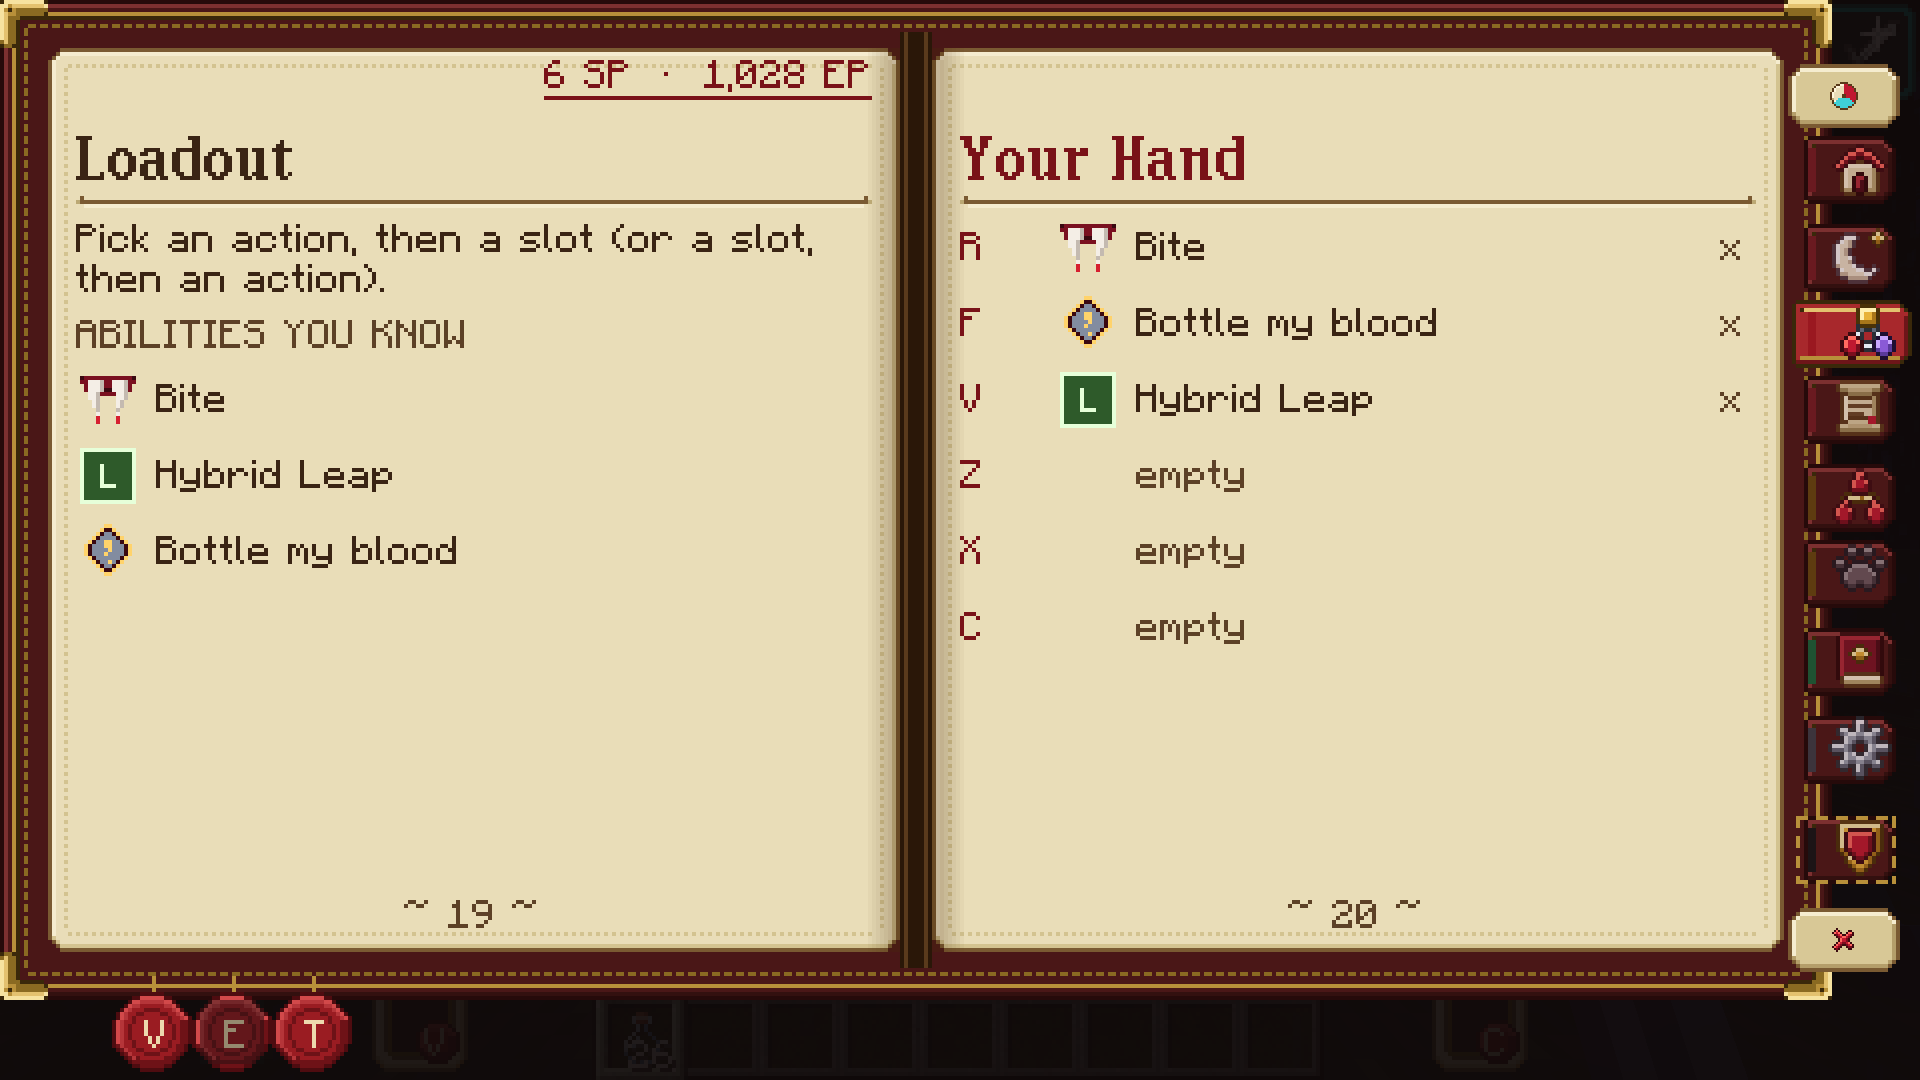 6 SP · 1,028 EP
Loadout
Pick an action, then a slot (or a slot,
then an action).
ABILITIES YOU KNOW
Bite
L Hybrid Leap
Bottle my blood
~ 19 ~
Your Hand
R Bite ×
F Bottle my blood ×
V L Hybrid Leap ×
Z empty
X empty
C empty
~ 20 ~
V E T
V
26
C